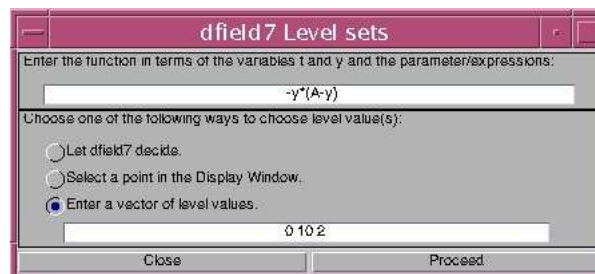 dfield7 Level sets
Enter the function in terms of the variables t and y and the parameter/expressions:
-y*(A-y)
Choose one of the following ways to choose level value(s):
Let dfield7 decide.
Select a point in the Display Window.
Enter a vector of level values.
0 10 2
Close Proceed